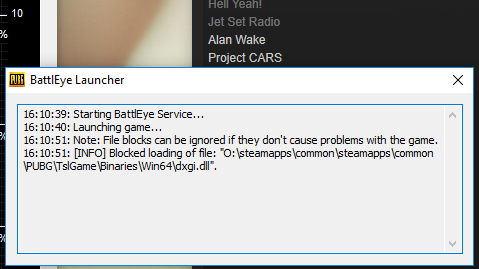 10
%
%
%
Hell Yeah!
Jet Set Radio
Alan Wake
Project CARS
PUBG
BattlEye Launcher
16:10:39: Starting BattlEye Service...
16:10:40: Launching game...
16:10:51: Note: File blocks can be ignored if they don't cause problems with the game.
16:10:51: [INFO] Blocked loading of file: "O:\steamapps\common\steamapps\common
\PUBG\TslGame\Binaries\Win64\dxgi.dll".